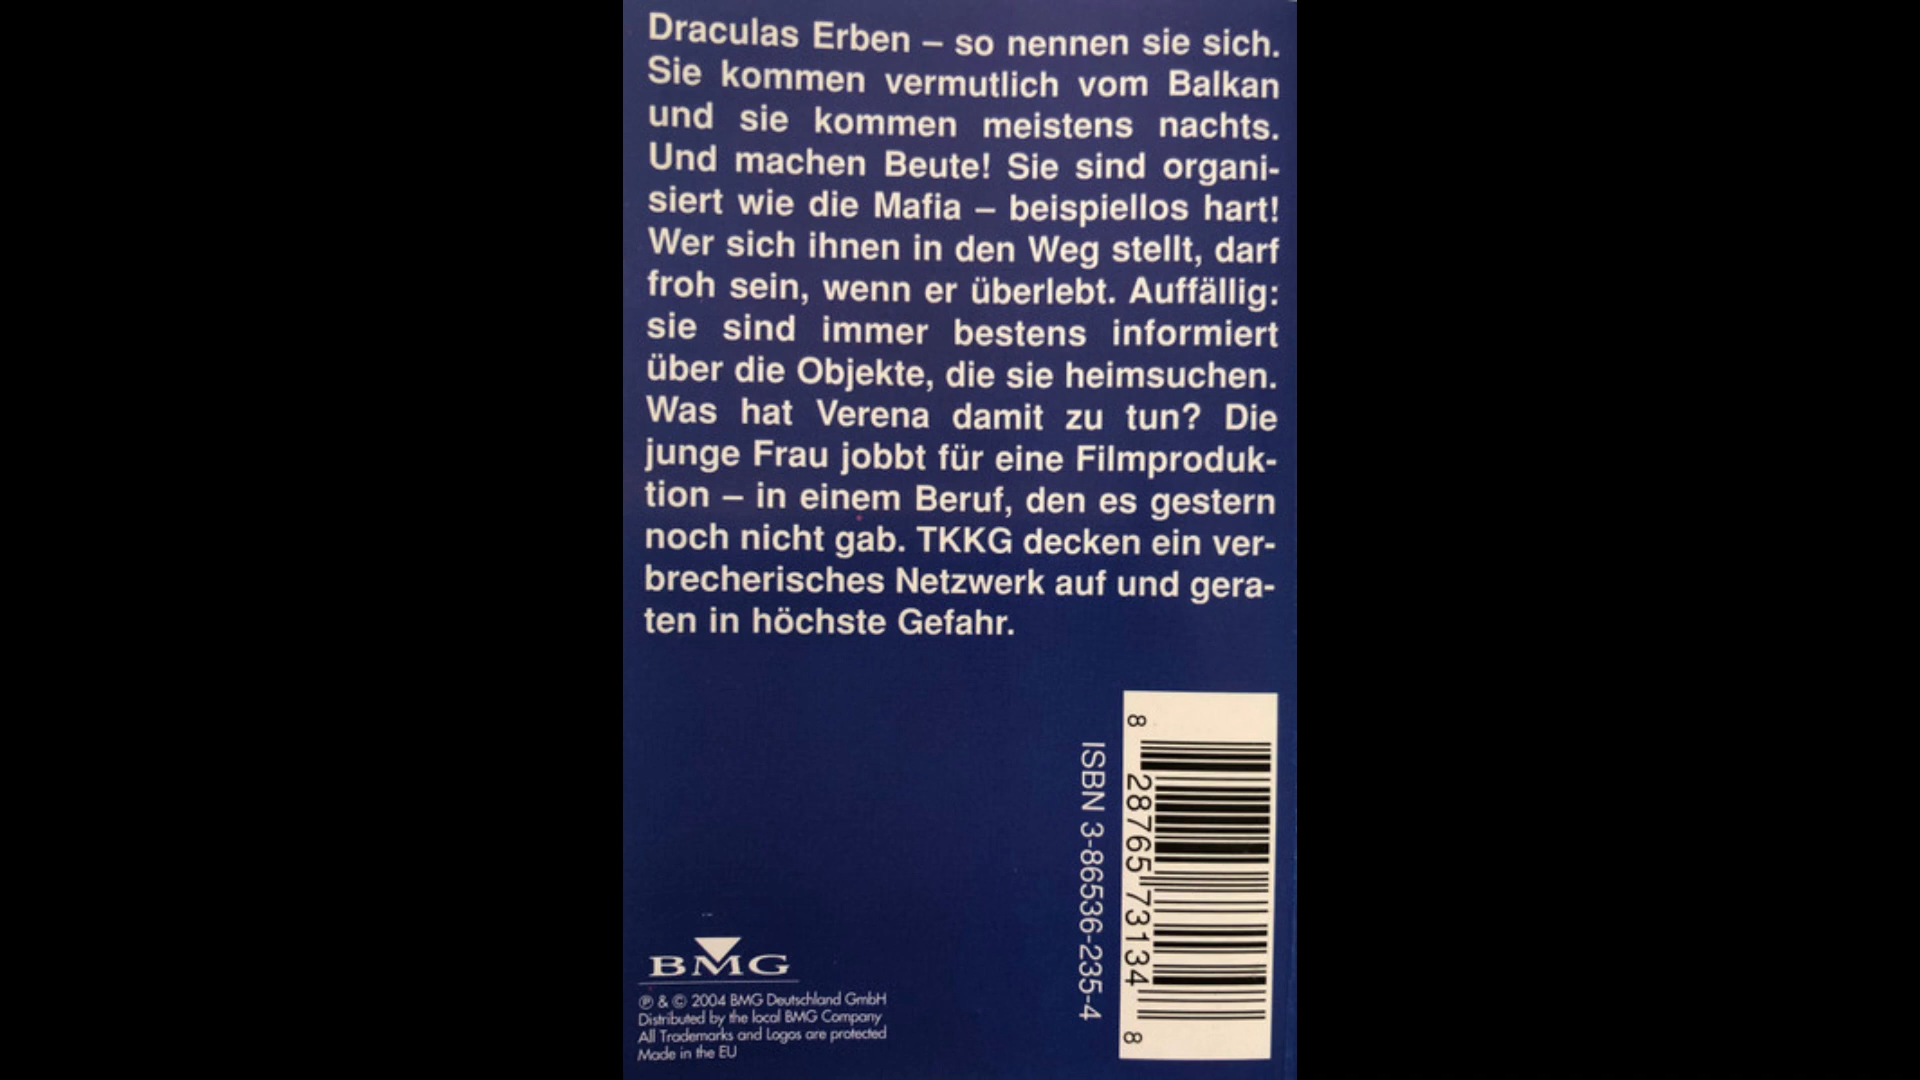 Draculas Erben – so nennen sie sich.
Sie kommen vermutlich vom Balkan
und sie kommen meistens nachts.
Und machen Beute! Sie sind organi-
siert wie die Mafia – beispiellos hart!
Wer sich ihnen in den Weg stellt, darf
froh sein, wenn er überlebt. Auffällig:
sie sind immer bestens informiert
über die Objekte, die sie heimsuchen.
Was hat Verena damit zu tun? Die
junge Frau jobbt für eine Filmproduk-
tion – in einem Beruf, den es gestern
noch nicht gab. TKKG decken ein ver-
brecherisches Netzwerk auf und gera-
ten in höchste Gefahr.
ISBN 3-86536-235-4
8 28765 73134 8
BMG
℗ & © 2004 BMG Deutschland GmbH
Distributed by the local BMG Company
All Trademarks and Logos are protected
Made in the EU